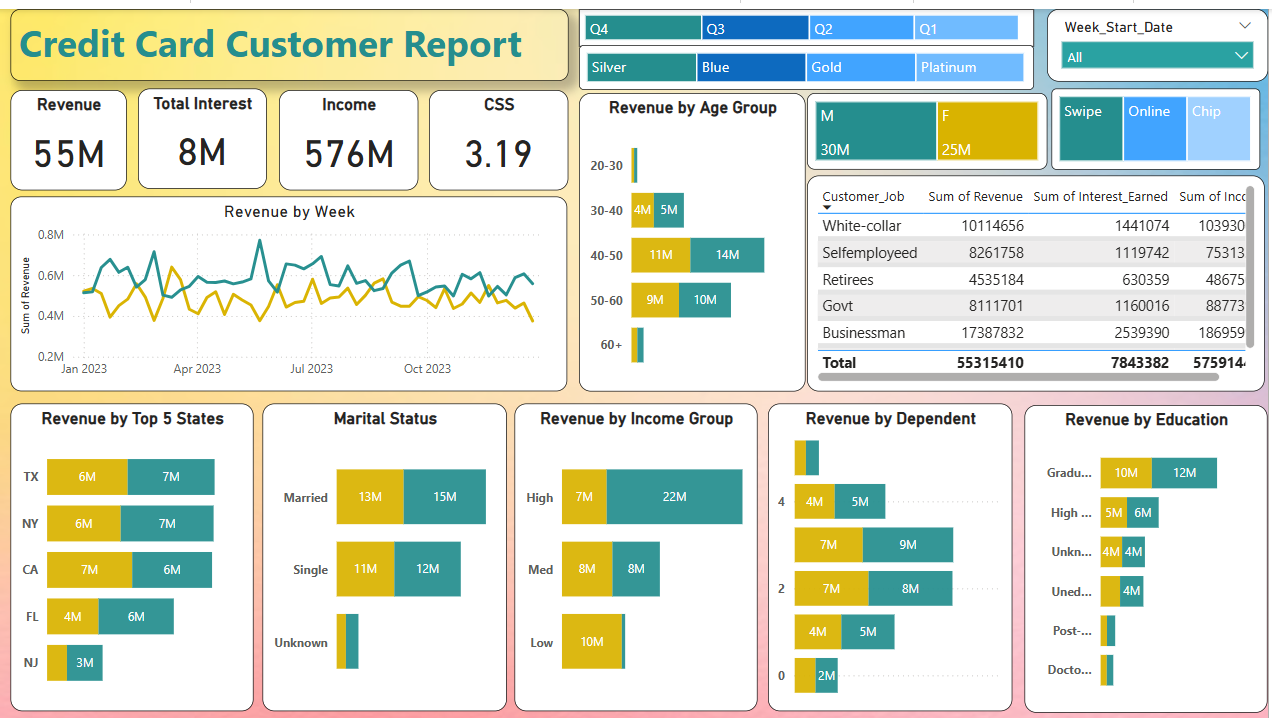 Credit Card Customer Report
Q4 Q3 Q2 Q1
Silver Blue Gold Platinum
Week_Start_Date
All
Revenue
55M
Total Interest
8M
Income
576M
CSS
3.19
Revenue by Age Group
20-30
30-40 4M 5M
40-50 11M 14M
50-60 9M 10M
60+
M
30M
F
25M
Swipe Online Chip
Revenue by Week
Sum of Revenue
0.8M
0.6M
0.4M
0.2M
Jan 2023 Apr 2023 Jul 2023 Oct 2023
Customer_Job Sum of Revenue Sum of Interest_Earned Sum of Inco
White-collar 10114656 1441074 103930
Selfemployeed 8261758 1119742 75313
Retirees 4535184 630359 48675
Govt 8111701 1160016 88773
Businessman 17387832 2539390 186959
Total 55315410 7843382 575914
Revenue by Top 5 States
TX 6M 7M
NY 6M 7M
CA 7M 6M
FL 4M 6M
NJ 3M
Marital Status
Married 13M 15M
Single 11M 12M
Unknown
Revenue by Income Group
High 7M 22M
Med 8M 8M
Low 10M
Revenue by Dependent
4 4M 5M
7M 9M
2 7M 8M
4M 5M
0 2M
Revenue by Education
Gradu... 10M 12M
High ... 5M 6M
Unkn... 4M 4M
Uned... 4M
Post-...
Docto...